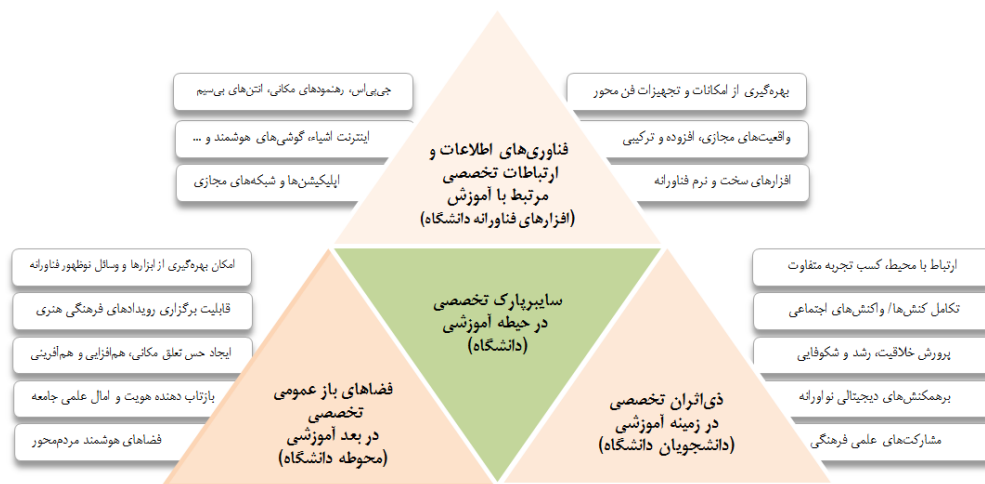 بهره‌گیری از امکانات و تجهیزات فن محور
واقعیت‌های مجازی، افزوده و ترکیبی
افزارهای سخت و نرم فناورانه
جی‌پی‌اس، رهنمودهای مکانی، انتن‌های بی‌سیم
اینترنت اشیاء، گوشی‌های هوشمند و ...
اپلیکیشن‌ها و شبکه‌های مجازی
فناوری‌های اطلاعات و
ارتباطات تخصصی
مرتبط با آموزش
(افزارهای فناورانه دانشگاه)
ارتباط با محیط، کسب تجربه متفاوت
تکامل کنش‌ها/ واکنش‌های اجتماعی
پرورش خلاقیت، رشد و شکوفایی
برهمکنش‌های دیجیتالی نواورانه
مشارکت‌های علمی فرهنگی
ذی‌اثران تخصصی
در زمینه آموزشی
(دانشجویان دانشگاه)
سایبرپارک تخصصی
در حیطه آموزشی
(دانشگاه)
فضاهای باز عمومی
تخصصی
در بعد آموزشی
(محوطه دانشگاه)
امکان بهره‌گیری از ابزارها و وسائل نوظهور فناورانه
قابلیت برگزاری رویدادهای فرهنگی هنری
ایجاد حس تعلق مکانی، هم‌افزایی و هم‌آفرینی
بازتاب دهنده هویت و امال علمی جامعه
فضاهای هوشمند مردم‌محور